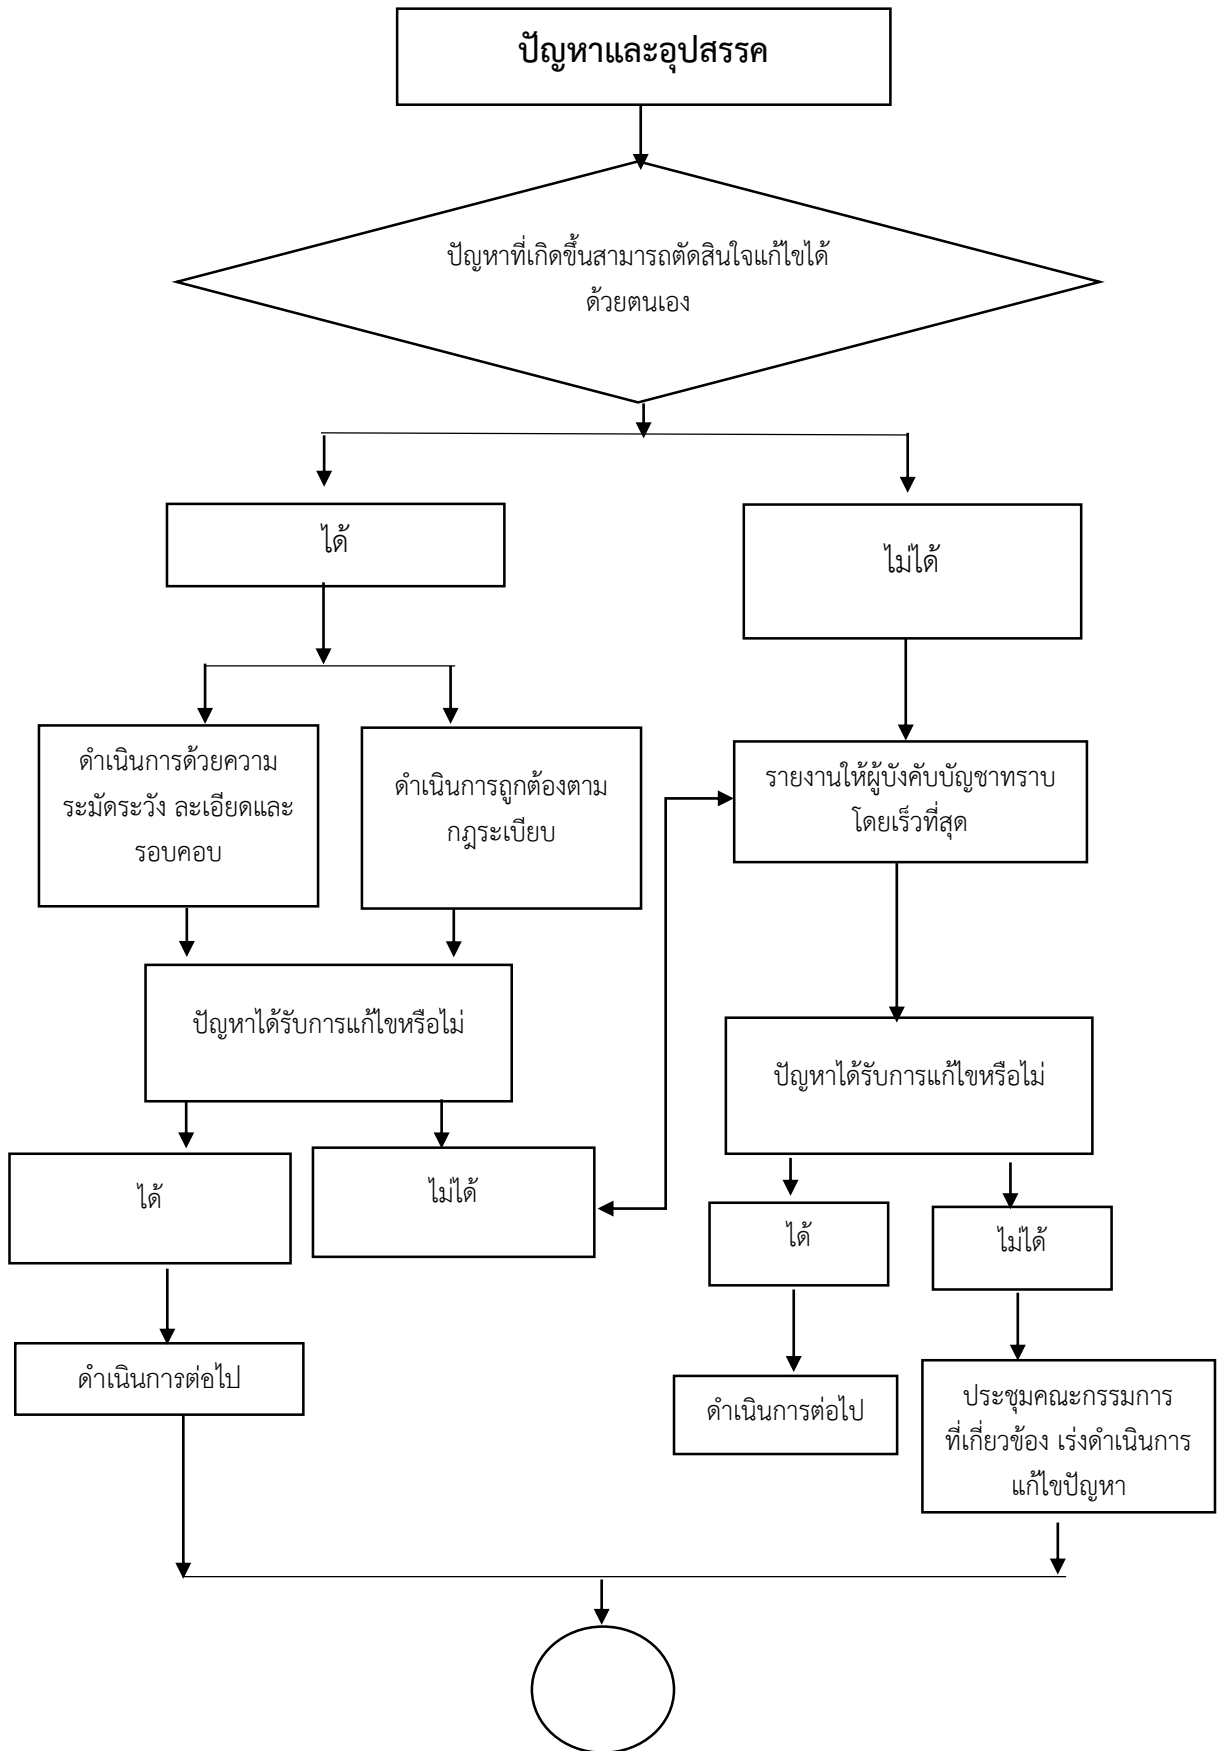 ปัญหาและอุปสรรค
ปัญหาที่เกิดขึ้นสามารถตัดสินใจแก้ไขได้
ด้วยตนเอง
ได้
ไม่ได้
ดำเนินการด้วยความ
ระมัดระวัง ละเอียดและ
รอบคอบ
ดำเนินการถูกต้องตาม
กฎระเบียบ
รายงานให้ผู้บังคับบัญชาทราบ
โดยเร็วที่สุด
ปัญหาได้รับการแก้ไขหรือไม่
ปัญหาได้รับการแก้ไขหรือไม่
ได้
ไม่ได้
ได้
ไม่ได้
ดำเนินการต่อไป
ดำเนินการต่อไป
ประชุมคณะกรรมการ
ที่เกี่ยวข้อง เร่งดำเนินการ
แก้ไขปัญหา